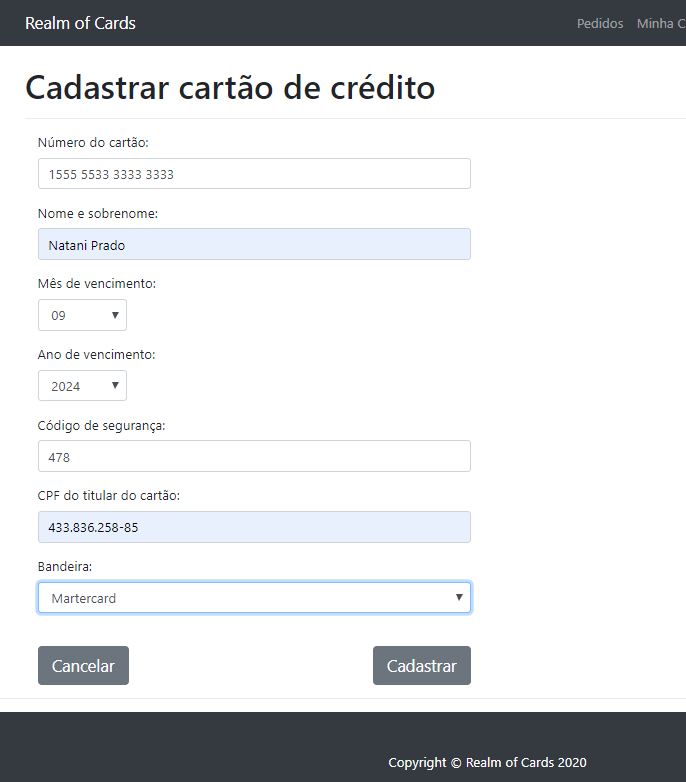 Realm of Cards Pedidos Minha C
Cadastrar cartão de crédito
Número do cartão:
1555 5533 3333 3333
Nome e sobrenome:
Natani Prado
Mês de vencimento:
09
Ano de vencimento:
2024
Código de segurança:
478
CPF do titular do cartão:
433.836.258-85
Bandeira:
Martercard
Cancelar Cadastrar
Copyright © Realm of Cards 2020